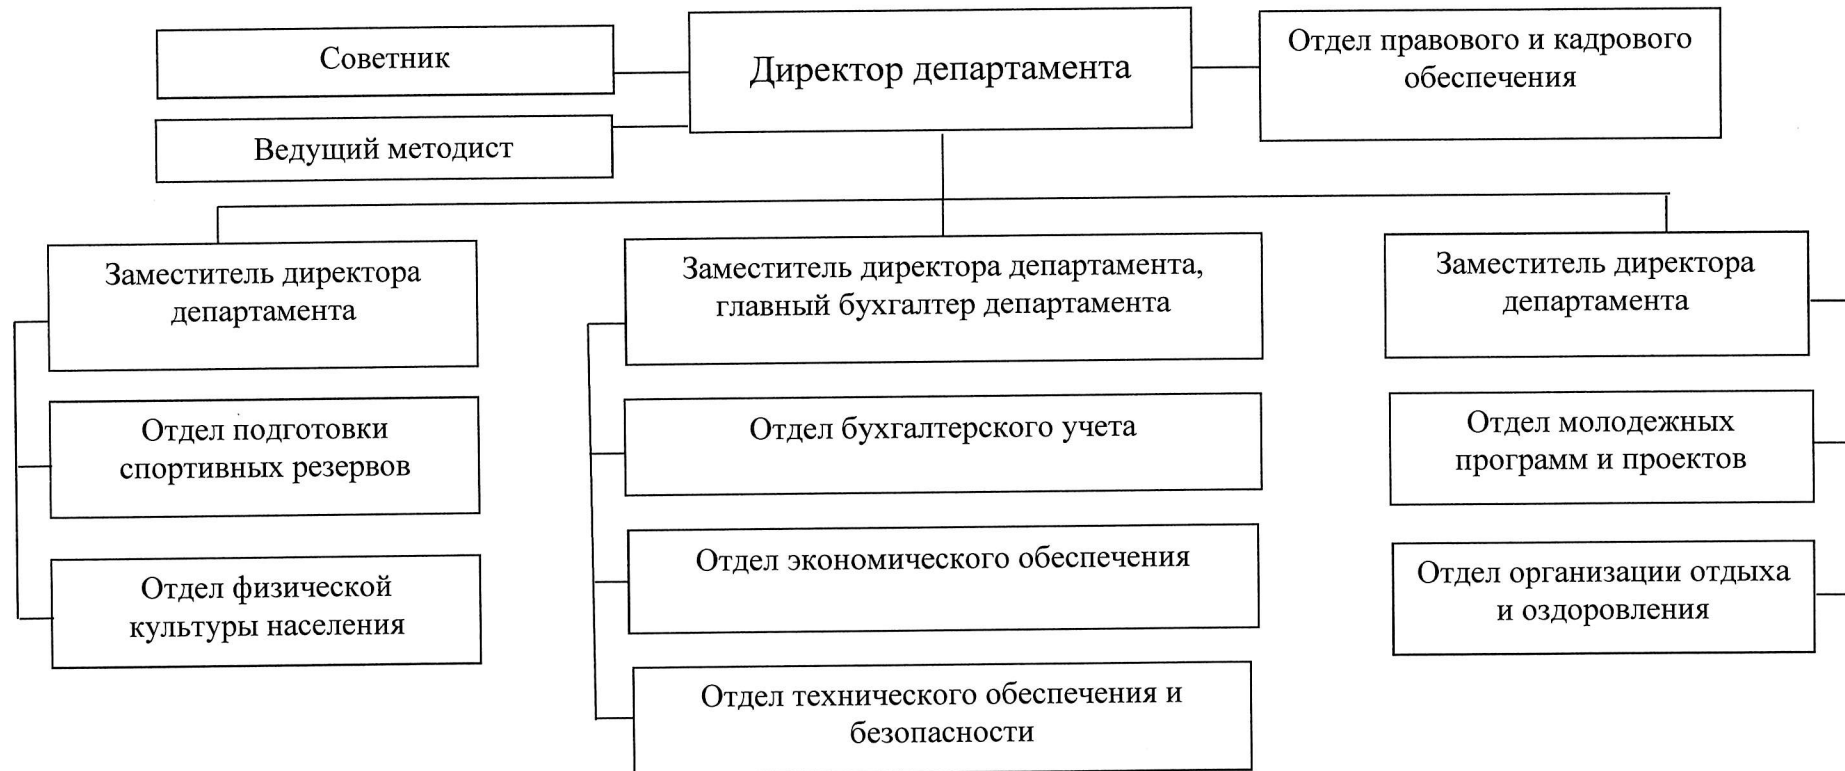 Советник
Директор департамента
Отдел правового и кадрового
обеспечения
Ведущий методист
Заместитель директора
департамента
Заместитель директора департамента,
главный бухгалтер департамента
Заместитель директора
департамента
Отдел подготовки
спортивных резервов
Отдел бухгалтерского учета
Отдел молодежных
программ и проектов
Отдел физической
культуры населения
Отдел экономического обеспечения
Отдел организации отдыха
и оздоровления
Отдел технического обеспечения и
безопасности